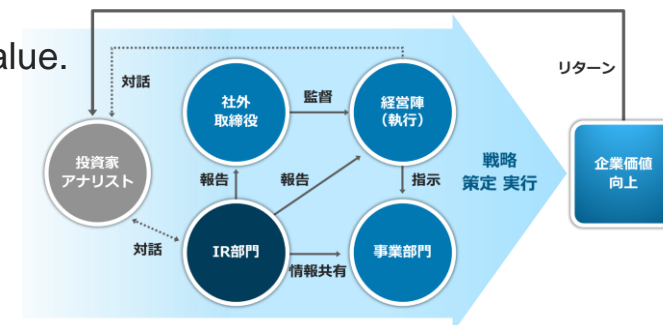 alue.
リターン
対話
社外
取締役
監督
経営陣
(執行)
投資家
アナリスト
戦略
策定 実行
企業価値
向上
報告
報告
指示
対話
IR部門
情報共有
事業部門